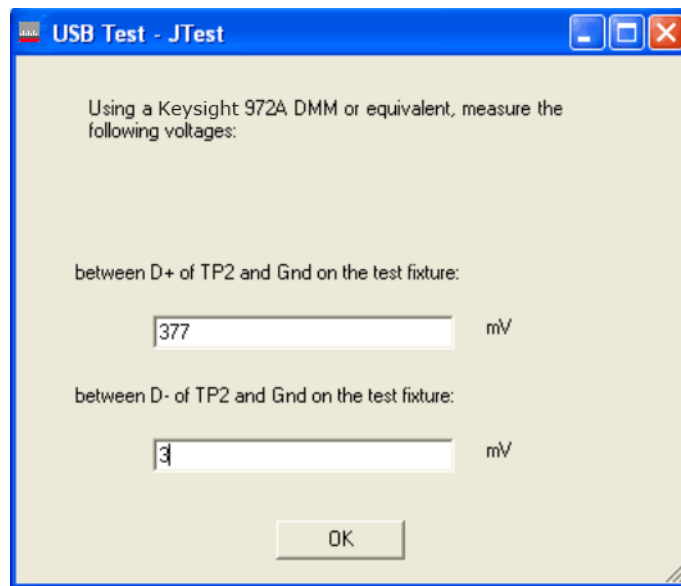 USB Test - JTest
Using a Keysight 972A DMM or equivalent, measure the
following voltages:
between D+ of TP2 and Gnd on the test fixture:
377 mV
between D- of TP2 and Gnd on the test fixture:
3 mV
OK